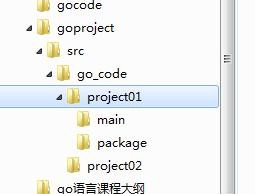 gocode
goproject
src
go_code
project01
main
package
project02
go语言课程大纲